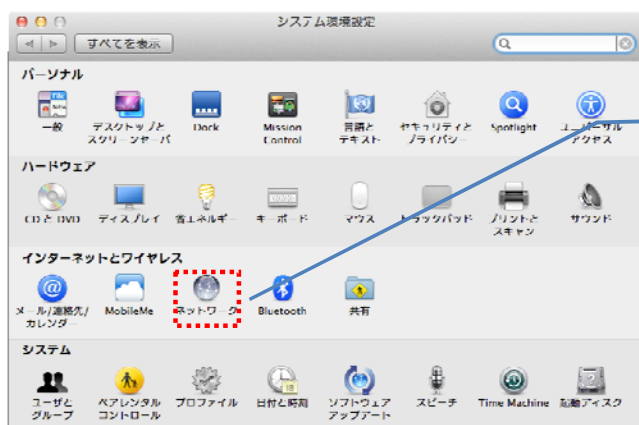 システム環境設定
すべてを表示
パーソナル
一般
デスクトップと
スクリーンセーバ
Dock
Mission
Control
言語と
テキスト
セキュリティと
プライバシー
Spotlight
ユニバーサル
アクセス
ハードウェア
CD と DVD
ディスプレイ
省エネルギー
キーボード
マウス
トラックパッド
プリントと
スキャン
サウンド
インターネットとワイヤレス
メール/連絡先/
カレンダー
MobileMe
ネットワーク
Bluetooth
共有
システム
ユーザと
グループ
ペアレンタル
コントロール
プロファイル
日付と時刻
ソフトウェア
アップデート
スピーチ
Time Machine
起動ディスク